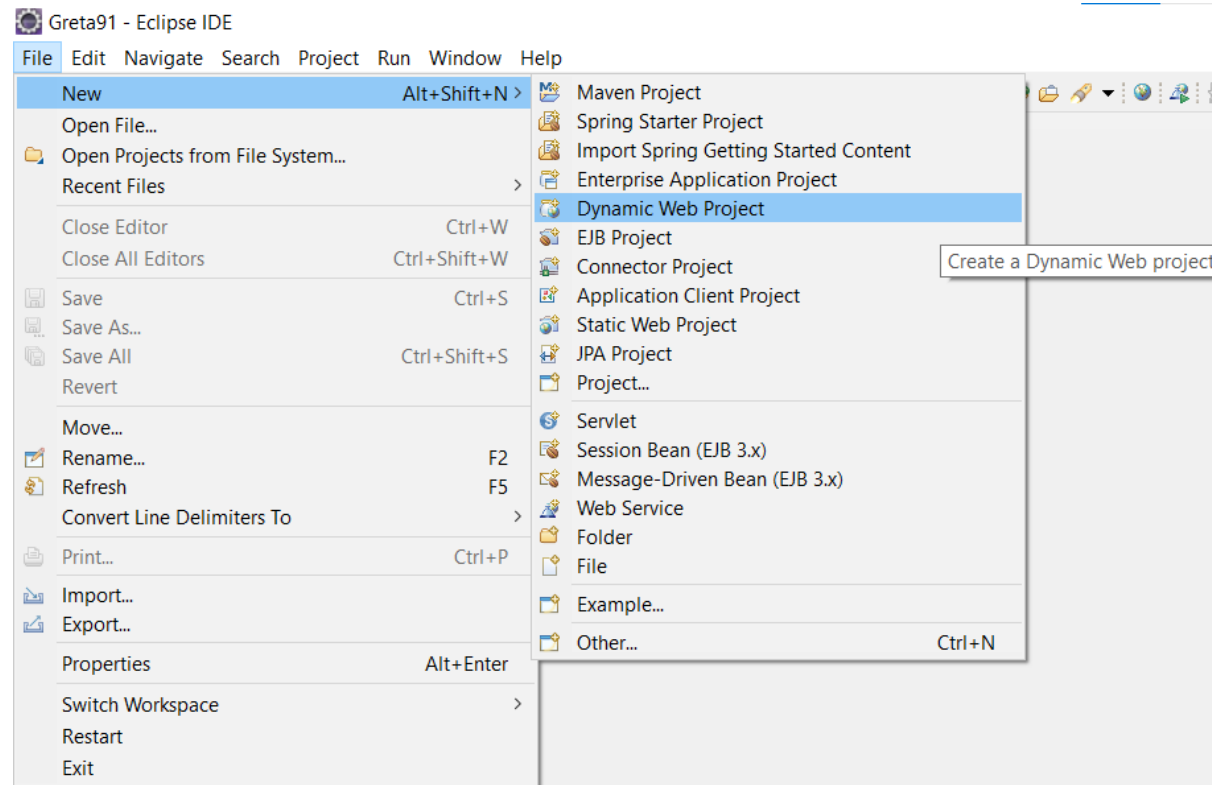 Greta91 - Eclipse IDE
File Edit Navigate Search Project Run Window Help
New Alt+Shift+N >
Open File...
Open Projects from File System...
Recent Files >
Close Editor Ctrl+W
Close All Editors Ctrl+Shift+W
Save Ctrl+S
Save As...
Save All Ctrl+Shift+S
Revert
Move...
Rename... F2
Refresh F5
Convert Line Delimiters To >
Print... Ctrl+P
Import...
Export...
Properties Alt+Enter
Switch Workspace >
Restart
Exit
Maven Project
Spring Starter Project
Import Spring Getting Started Content
Enterprise Application Project
Dynamic Web Project
EJB Project
Connector Project
Application Client Project
Static Web Project
JPA Project
Project...
Servlet
Session Bean (EJB 3.x)
Message-Driven Bean (EJB 3.x)
Web Service
Folder
File
Example...
Other... Ctrl+N
Create a Dynamic Web project